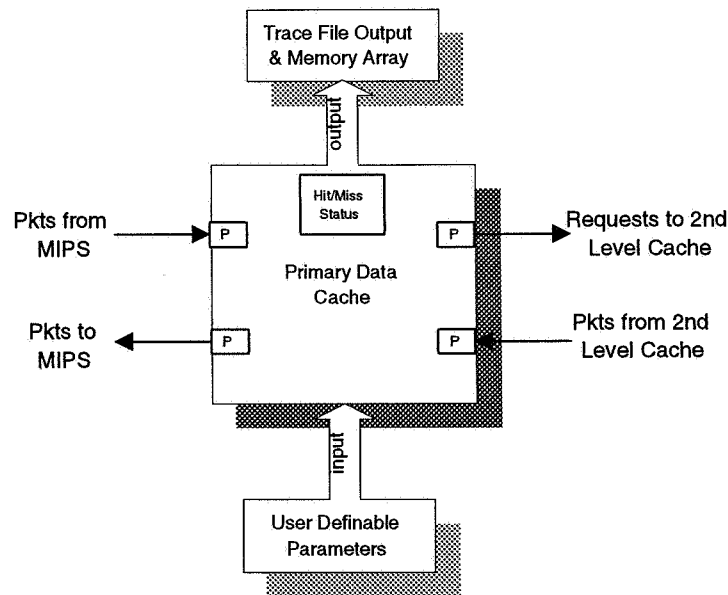 Trace File Output
& Memory Array
output
Hit/Miss
Status
Pkts from
MIPS
P
P
Requests to 2nd
Level Cache
Primary Data
Cache
Pkts to
MIPS
P
P
Pkts from 2nd
Level Cache
input
User Definable
Parameters